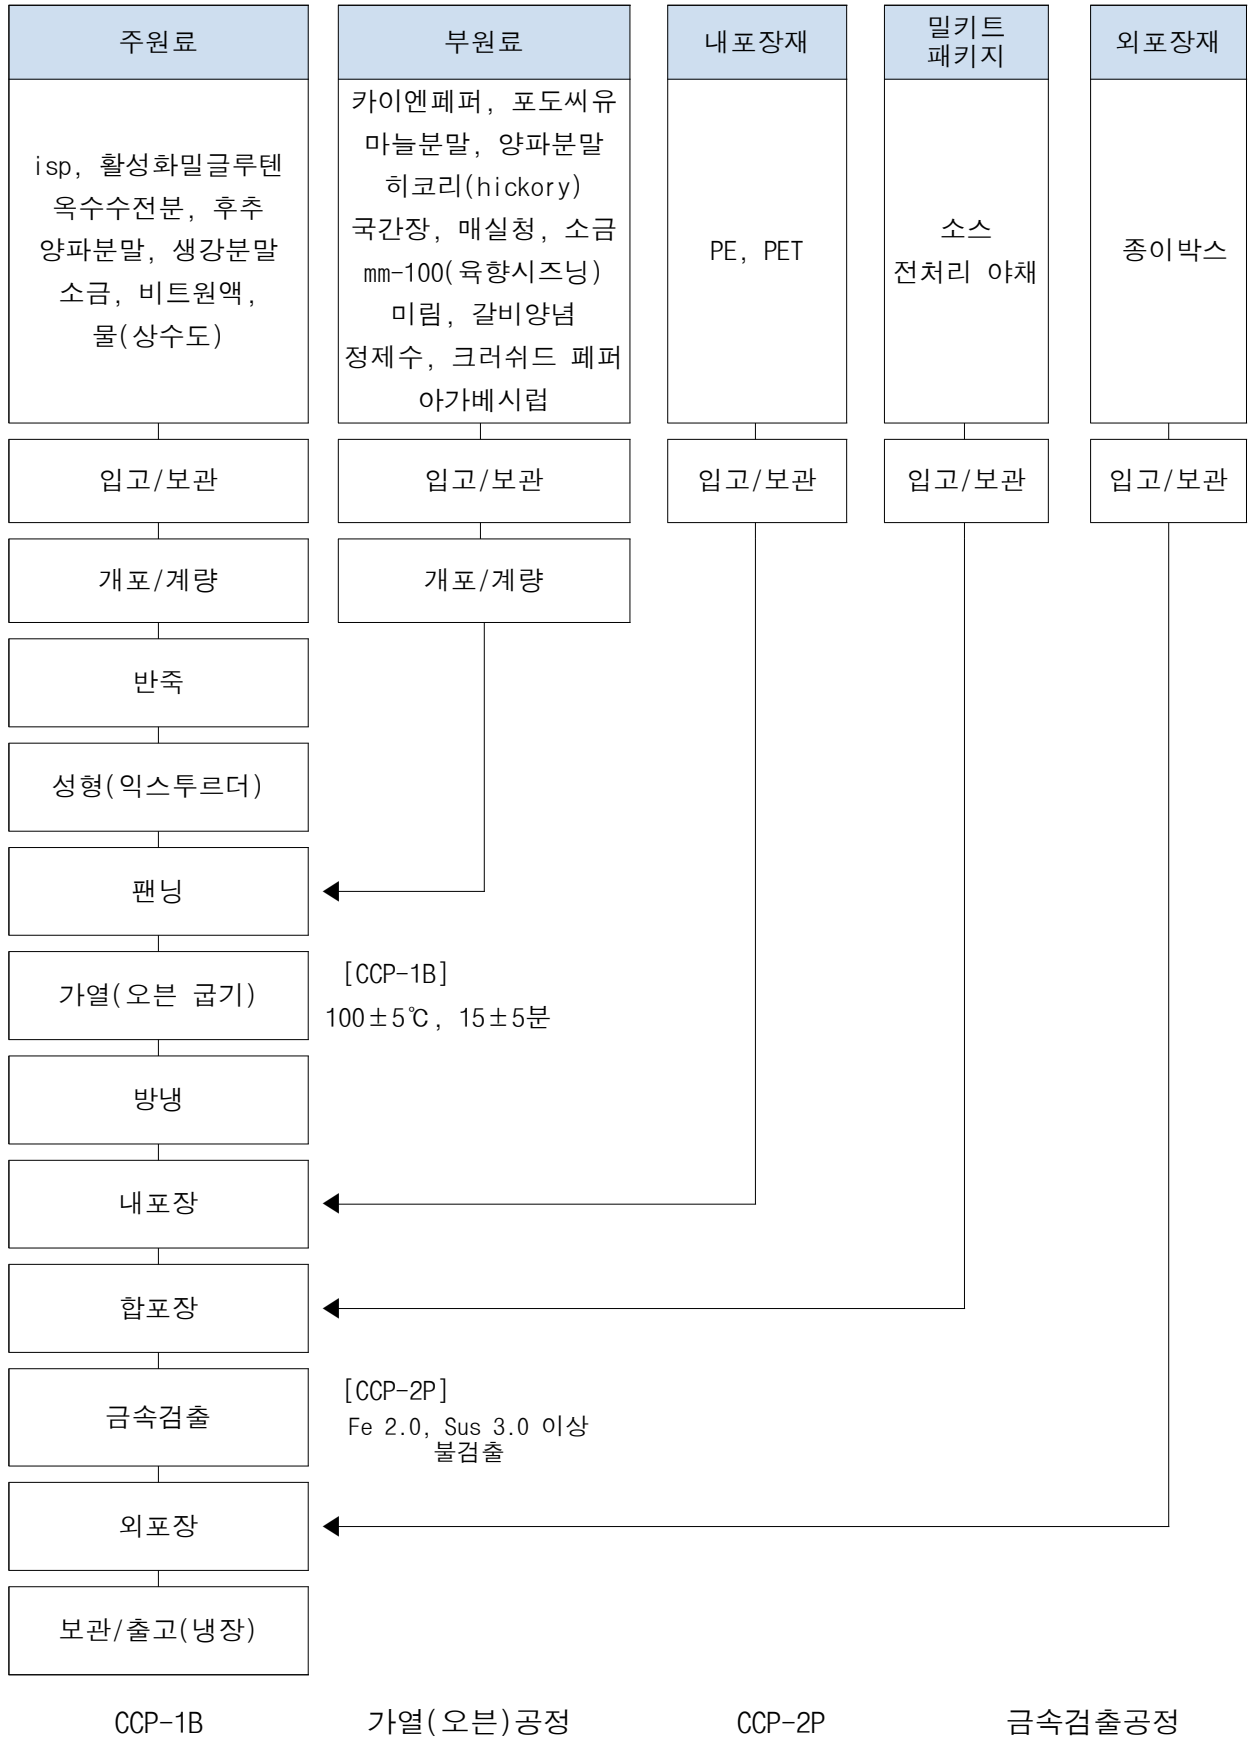 주원료
부원료
내포장재
밀키트
패키지
외포장재
isp, 활성화밀글루텐
옥수수전분, 후추
양파분말, 생강분말
소금, 비트원액,
물(상수도)
카이엔페퍼, 포도씨유
마늘분말, 양파분말
히코리(hickory)
국간장, 매실청, 소금
mm-100(육향시즈닝)
미림, 갈비양념
정제수, 크러쉬드 페퍼
아가베시럽
PE, PET
소스
전처리 야채
종이박스
입고/보관
입고/보관
입고/보관
입고/보관
입고/보관
개포/계량
개포/계량
반죽
성형(익스투르더)
팬닝
가열(오븐 굽기)
[CCP-1B]
100±5℃, 15±5분
방냉
내포장
합포장
금속검출
[CCP-2P]
Fe 2.0, Sus 3.0 이상
불검출
외포장
보관/출고(냉장)
CCP-1B
가열(오븐)공정
CCP-2P
금속검출공정